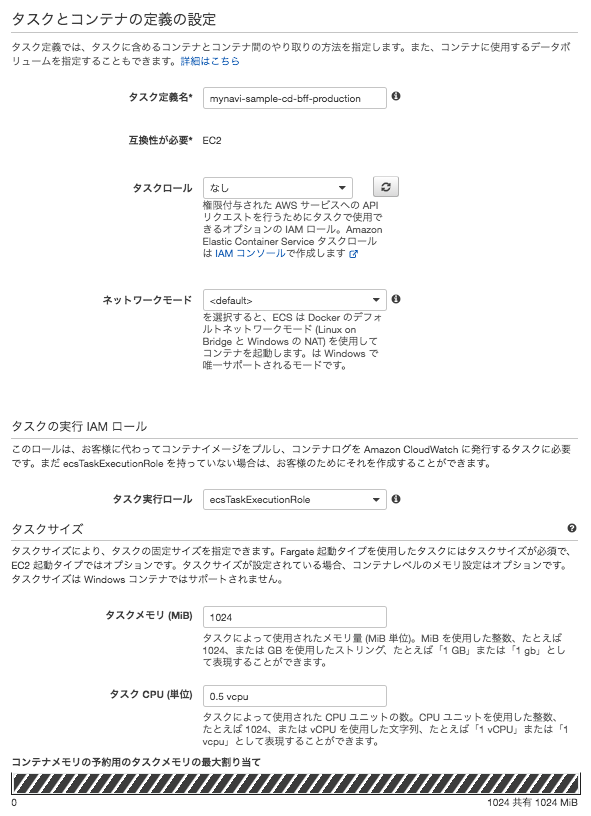 タスクとコンテナの定義の設定
タスク定義では、タスクに含めるコンテナとコンテナ間のやり取りの方法を指定します。また、コンテナに使用するデータボ
リュームを指定することもできます。詳細はこちら
タスク定義名* mynavi-sample-cd-bff-production
互換性が必要* EC2
タスクロール なし
権限付与された AWS サービスへの API
リクエストを行うためにタスクで使用で
きるオプションの IAM ロール。Amazon
Elastic Container Service タスクロール
は IAM コンソールで作成します
ネットワークモード <default>
を選択すると、ECS は Docker のデフォ
ルトネットワークモード (Linux on
Bridge と Windows の NAT) を使用して
コンテナを起動します。は Windows で
唯一サポートされるモードです。
タスクの実行 IAM ロール
このロールは、お客様に代わってコンテナイメージをプルし、コンテナログを Amazon CloudWatch に発行するタスクに必要
です。まだ ecsTaskExecutionRole を持っていない場合は、お客様のためにそれを作成することができます。
タスク実行ロール ecsTaskExecutionRole
タスクサイズ
タスクサイズにより、タスクの固定サイズを指定できます。Fargate 起動タイプを使用したタスクにはタスクサイズが必須で、
EC2 起動タイプではオプションです。タスクサイズが設定されている場合、コンテナレベルのメモリ設定はオプションです。
タスクサイズは Windows コンテナではサポートされません。
タスクメモリ (MiB) 1024
タスクによって使用されたメモリ量 (MiB 単位)。MiB を使用した整数、たとえば
1024、または GB を使用したストリング、たとえば「1 GB」または「1 gb」とし
て表現することができます。
タスク CPU (単位) 0.5 vcpu
タスクによって使用された CPU ユニットの数。CPU ユニットを使用した整数、
たとえば 1024、または vCPU を使用した文字列、たとえば「1 vCPU」または「1
vcpu」として表現することができます。
コンテナメモリの予約用のタスクメモリの最大割り当て
0 1024 共有 1024 MiB